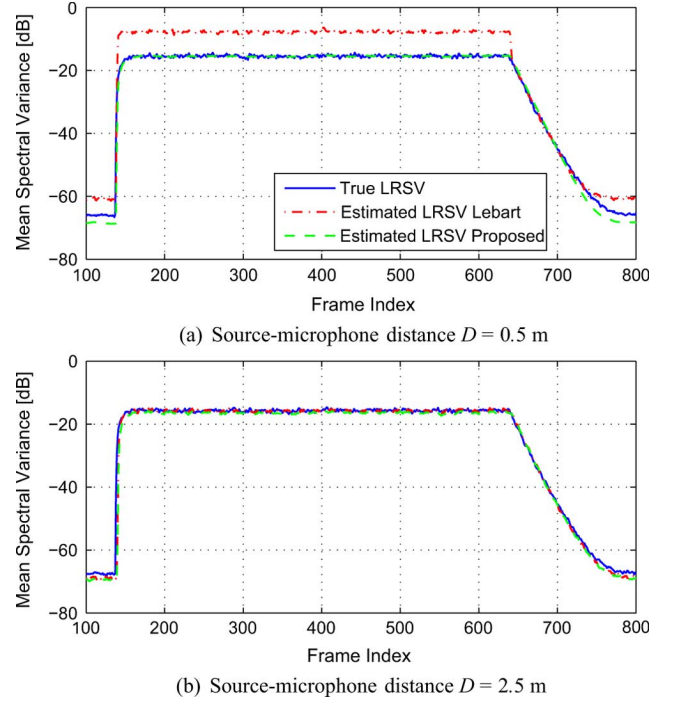 0
−20
−40
−60
−80
Mean Spectral Variance [dB]
True LRSV
Estimated LRSV Lebart
Estimated LRSV Proposed
100 200 300 400 500 600 700 800
Frame Index
(a) Source-microphone distance D = 0.5 m
0
−20
−40
−60
−80
Mean Spectral Variance [dB]
100 200 300 400 500 600 700 800
Frame Index
(b) Source-microphone distance D = 2.5 m